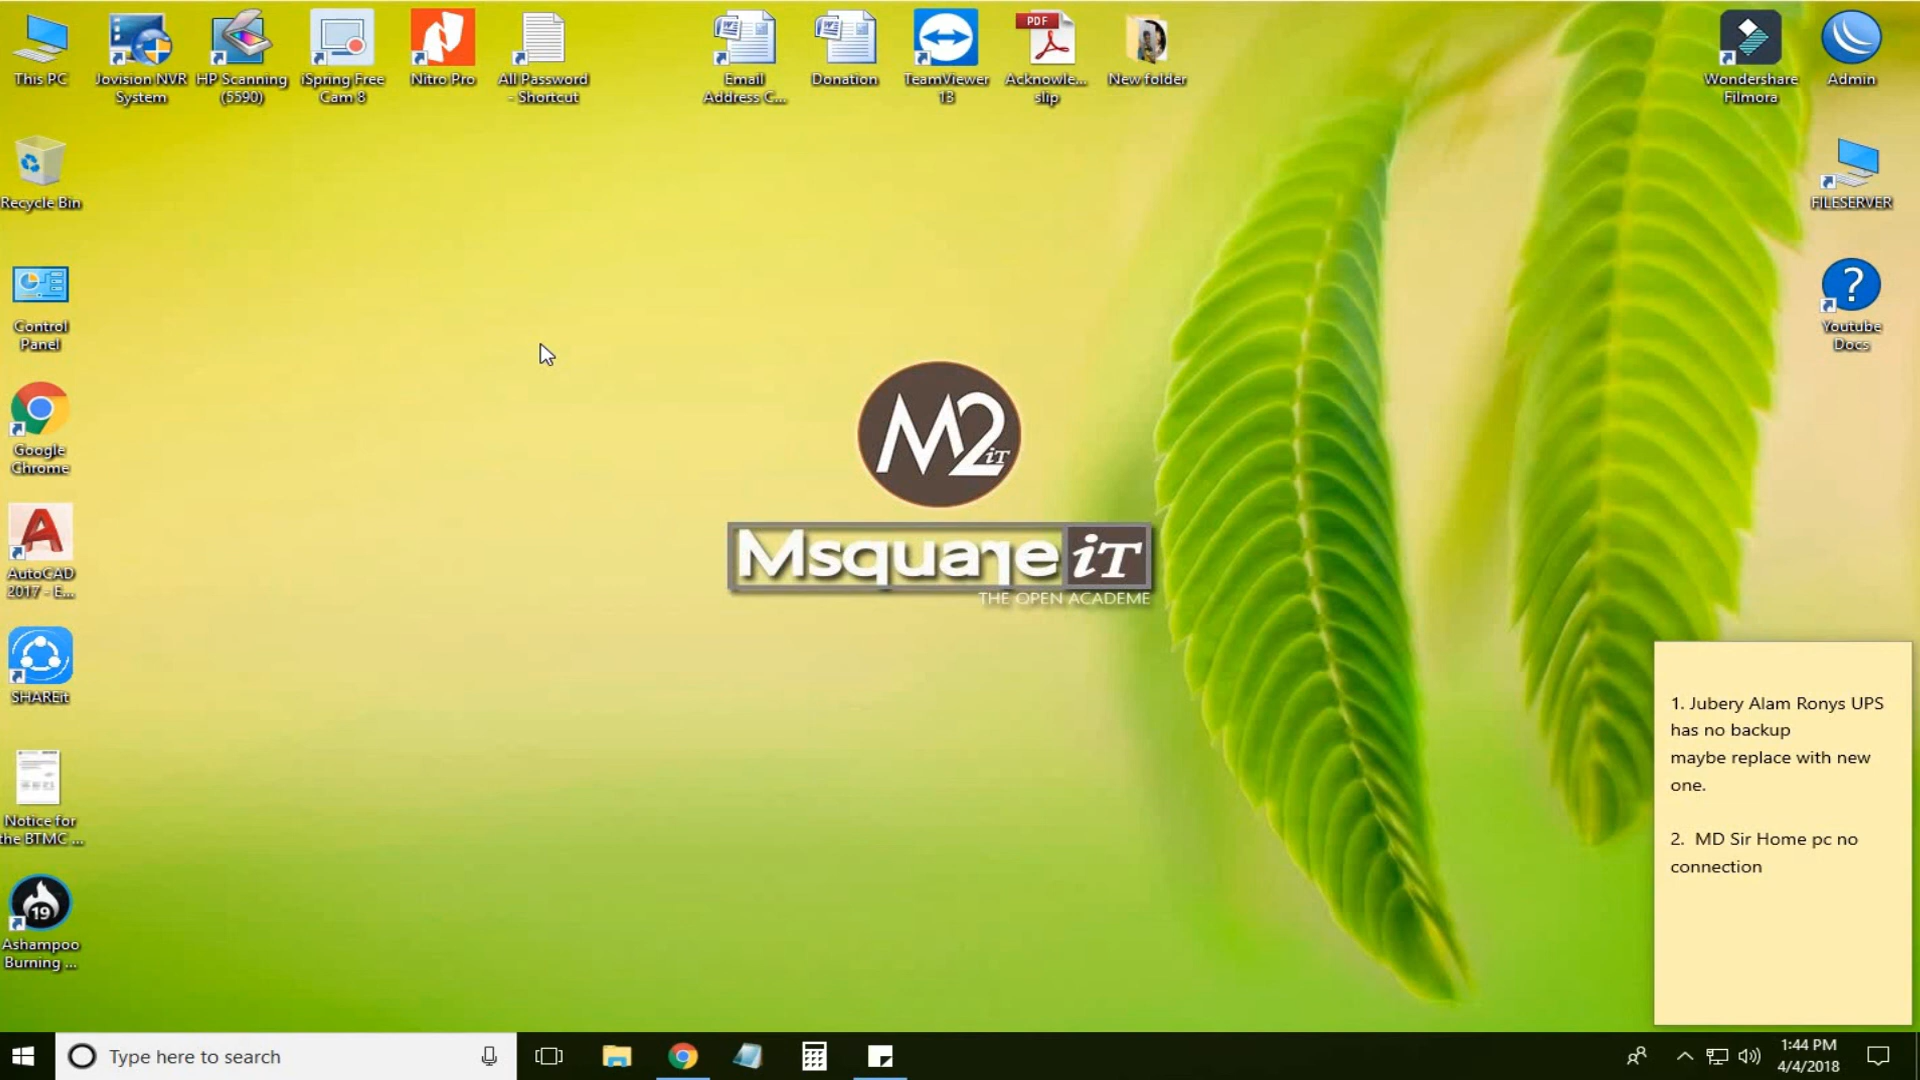 This PC
Jovision NVR
System
HP Scanning
(5590)
iSpring Free
Cam 8
Nitro Pro
All Password
- Shortcut
Email
Address C...
Donation
TeamViewer
13
PDF
Acknowle...
slip
New folder
Wondershare
Filmora
Admin
Recycle Bin
FILESERVER
Control
Panel
?
Youtube
Docs
Google
Chrome
M2
iT
Msquare iT
THE OPEN ACADEME
AutoCAD
2017 - E...
SHAREit
1. Jubery Alam Ronys UPS
has no backup
maybe replace with new
one.
2. MD Sir Home pc no
connection
Notice for
the BTMC ...
19
Ashampoo
Burning ...
Type here to search
1:44 PM
4/4/2018